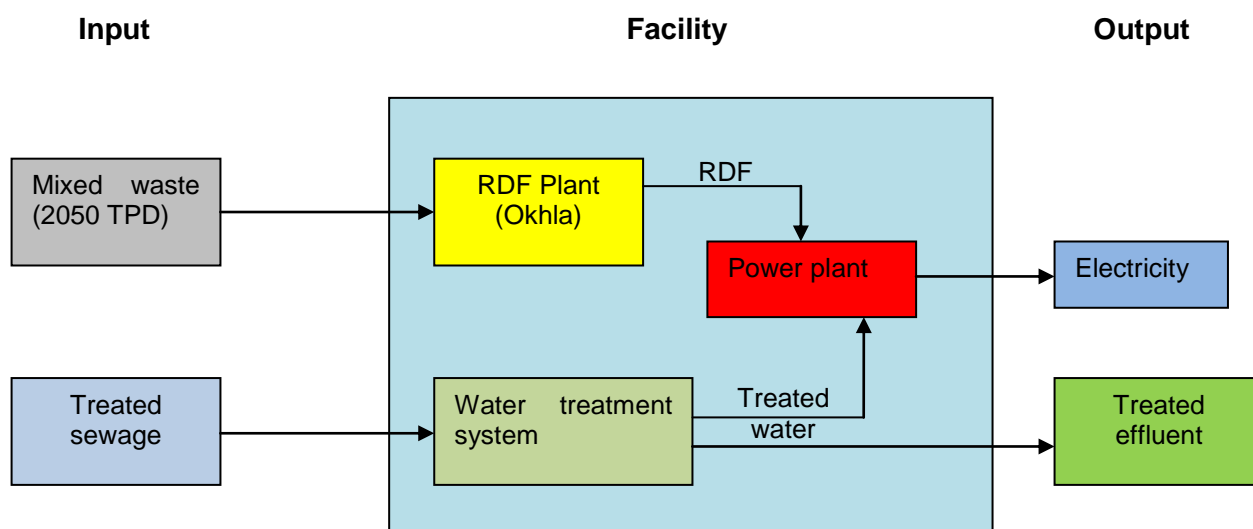 Input
Facility
Output
Mixed waste
(2050 TPD)
RDF Plant
(Okhla)
RDF
Power plant
Electricity
Treated
sewage
Water treatment
system
Treated
water
Treated
effluent